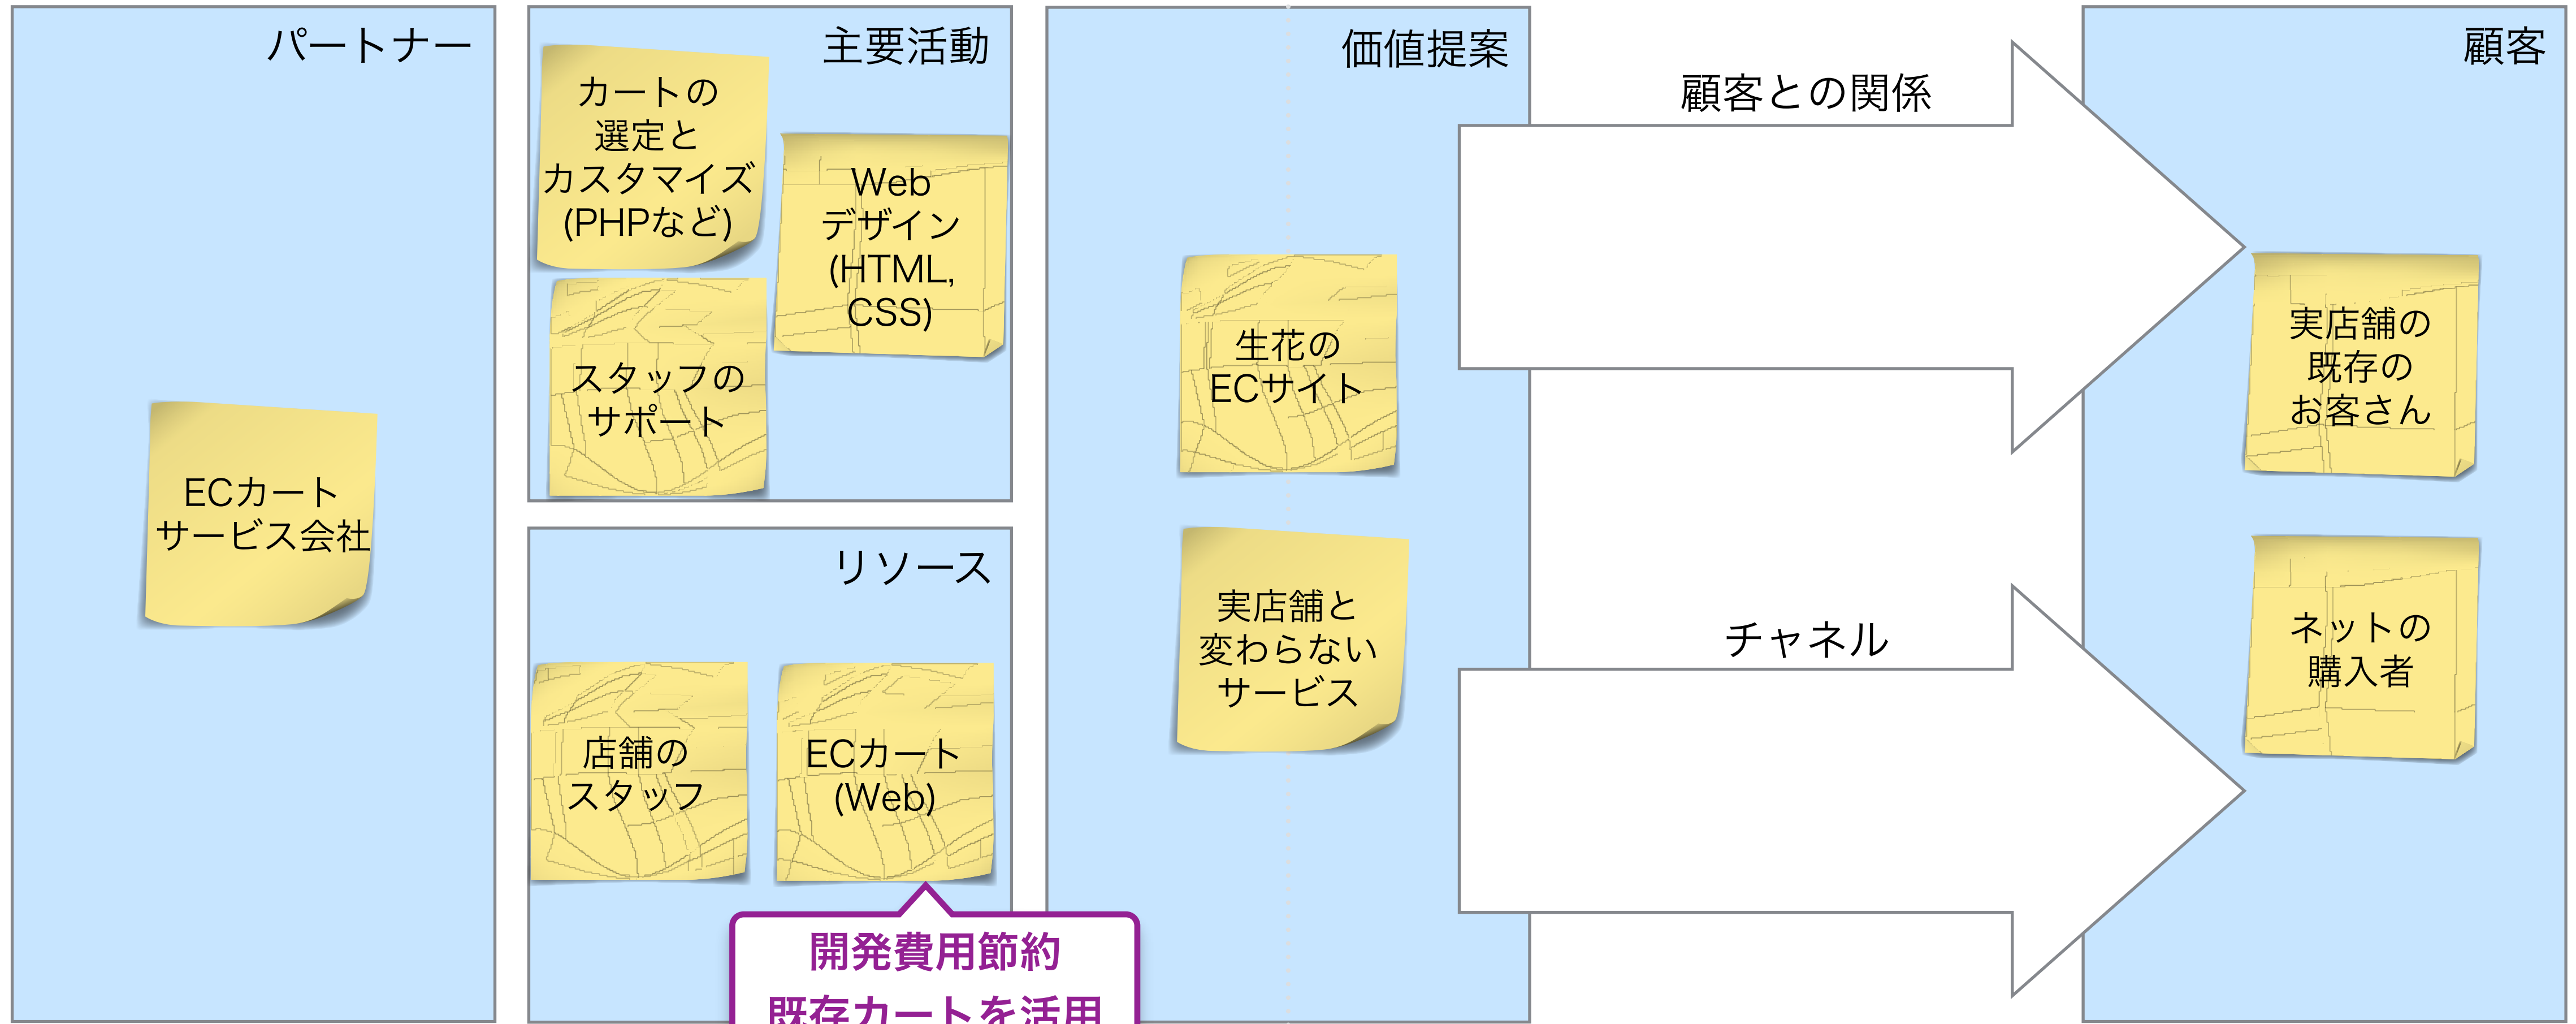 パートナー
ECカート
サービス会社
主要活動
カートの
選定と
カスタマイズ
(PHPなど)
Web
デザイン
(HTML,
CSS)
スタッフの
サポート
リソース
店舗の
スタッフ
ECカート
(Web)
開発費用節約
既存カートを活用
価値提案
生花の
ECサイト
実店舗と
変わらない
サービス
顧客との関係
チャネル
顧客
実店舗の
既存の
お客さん
ネットの
購入者